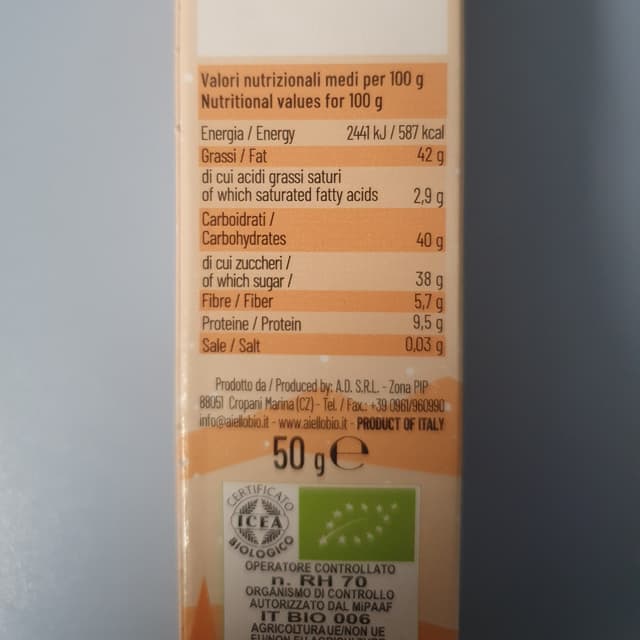 Valori nutrizionali medi per 100 g
Nutritional values for 100 g
Energia / Energy 2441 kJ / 587 kcal
Grassi / Fat 42 g
di cui acidi grassi saturi
of which saturated fatty acids 2,9 g
Carboidrati /
Carbohydrates 40 g
di cui zuccheri /
of which sugar / 38 g
Fibre / Fiber 5,7 g
Proteine / Protein 9,5 g
Sale / Salt 0,03 g
Prodotto da / Produced by: A.D. S.R.L. - Zona PIP
88051 Cropani Marina (CZ) - Tel. / Fax.: +39 0961/960990
info@aiellobio.it - www.aiellobio.it - PRODUCT OF ITALY
50 g e
CERTIFICATO
ICEA
BIOLOGICO
OPERATORE CONTROLLATO
n. RH 70
ORGANISMO DI CONTROLLO
AUTORIZZATO DAL MiPAAF
IT BIO 006
AGRICOLTURA UE/NON UE